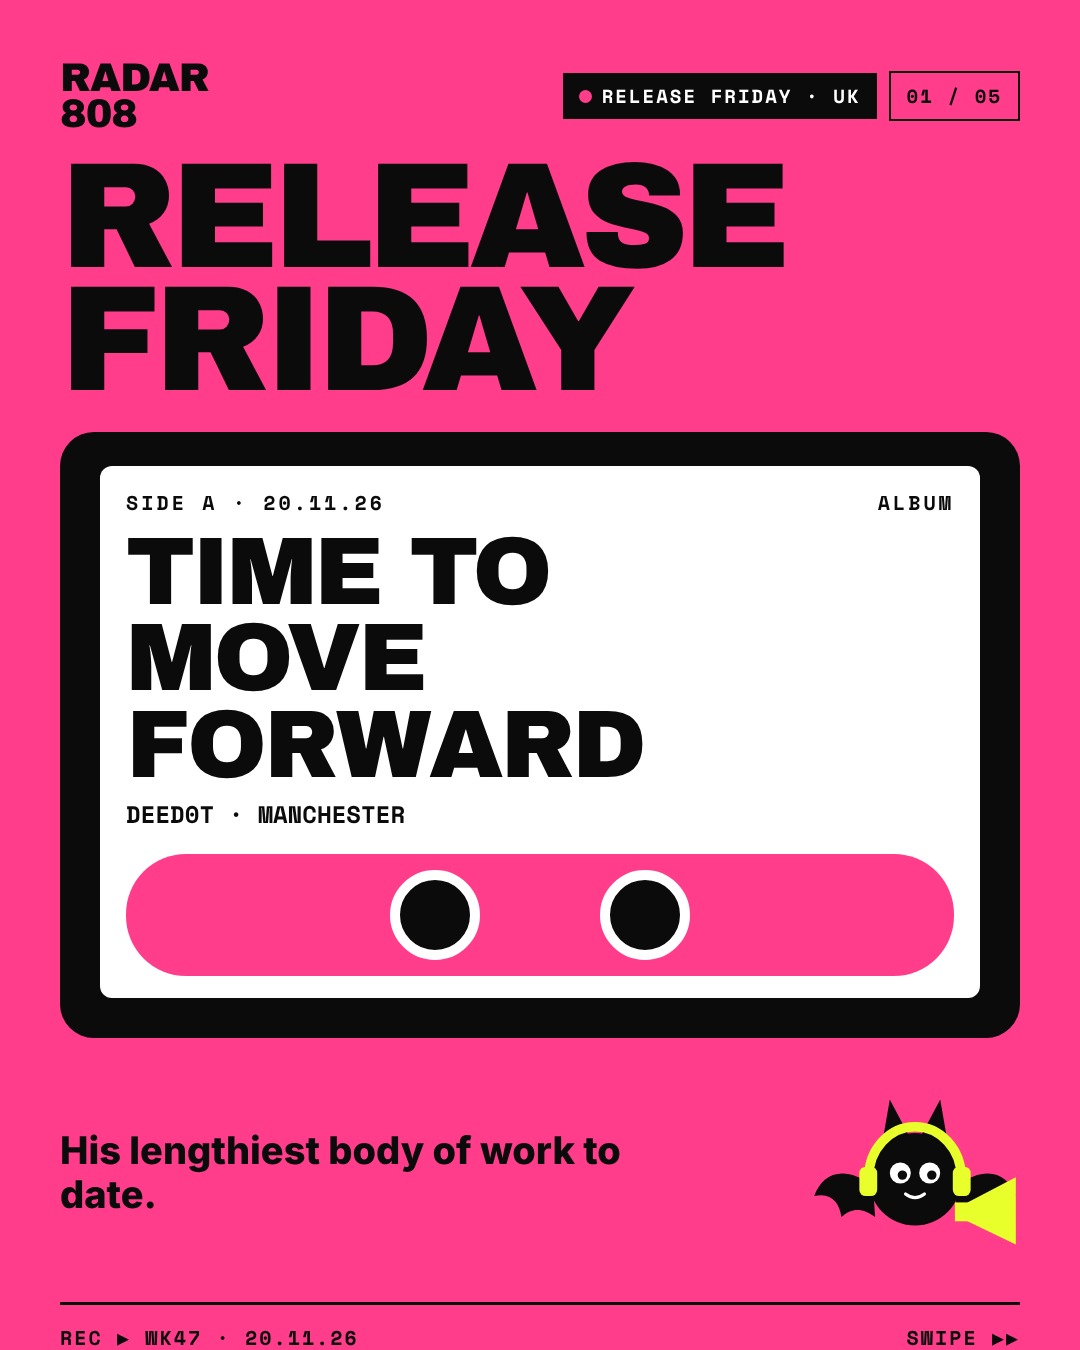 RADAR
808
RELEASE FRIDAY · UK
01 / 05
RELEASE
FRIDAY
SIDE A · 20.11.26
ALBUM
TIME TO
MOVE
FORWARD
DEEDOT · MANCHESTER
His lengthiest body of work to
date.
REC ▶ WK47 · 20.11.26
SWIPE ▶▶